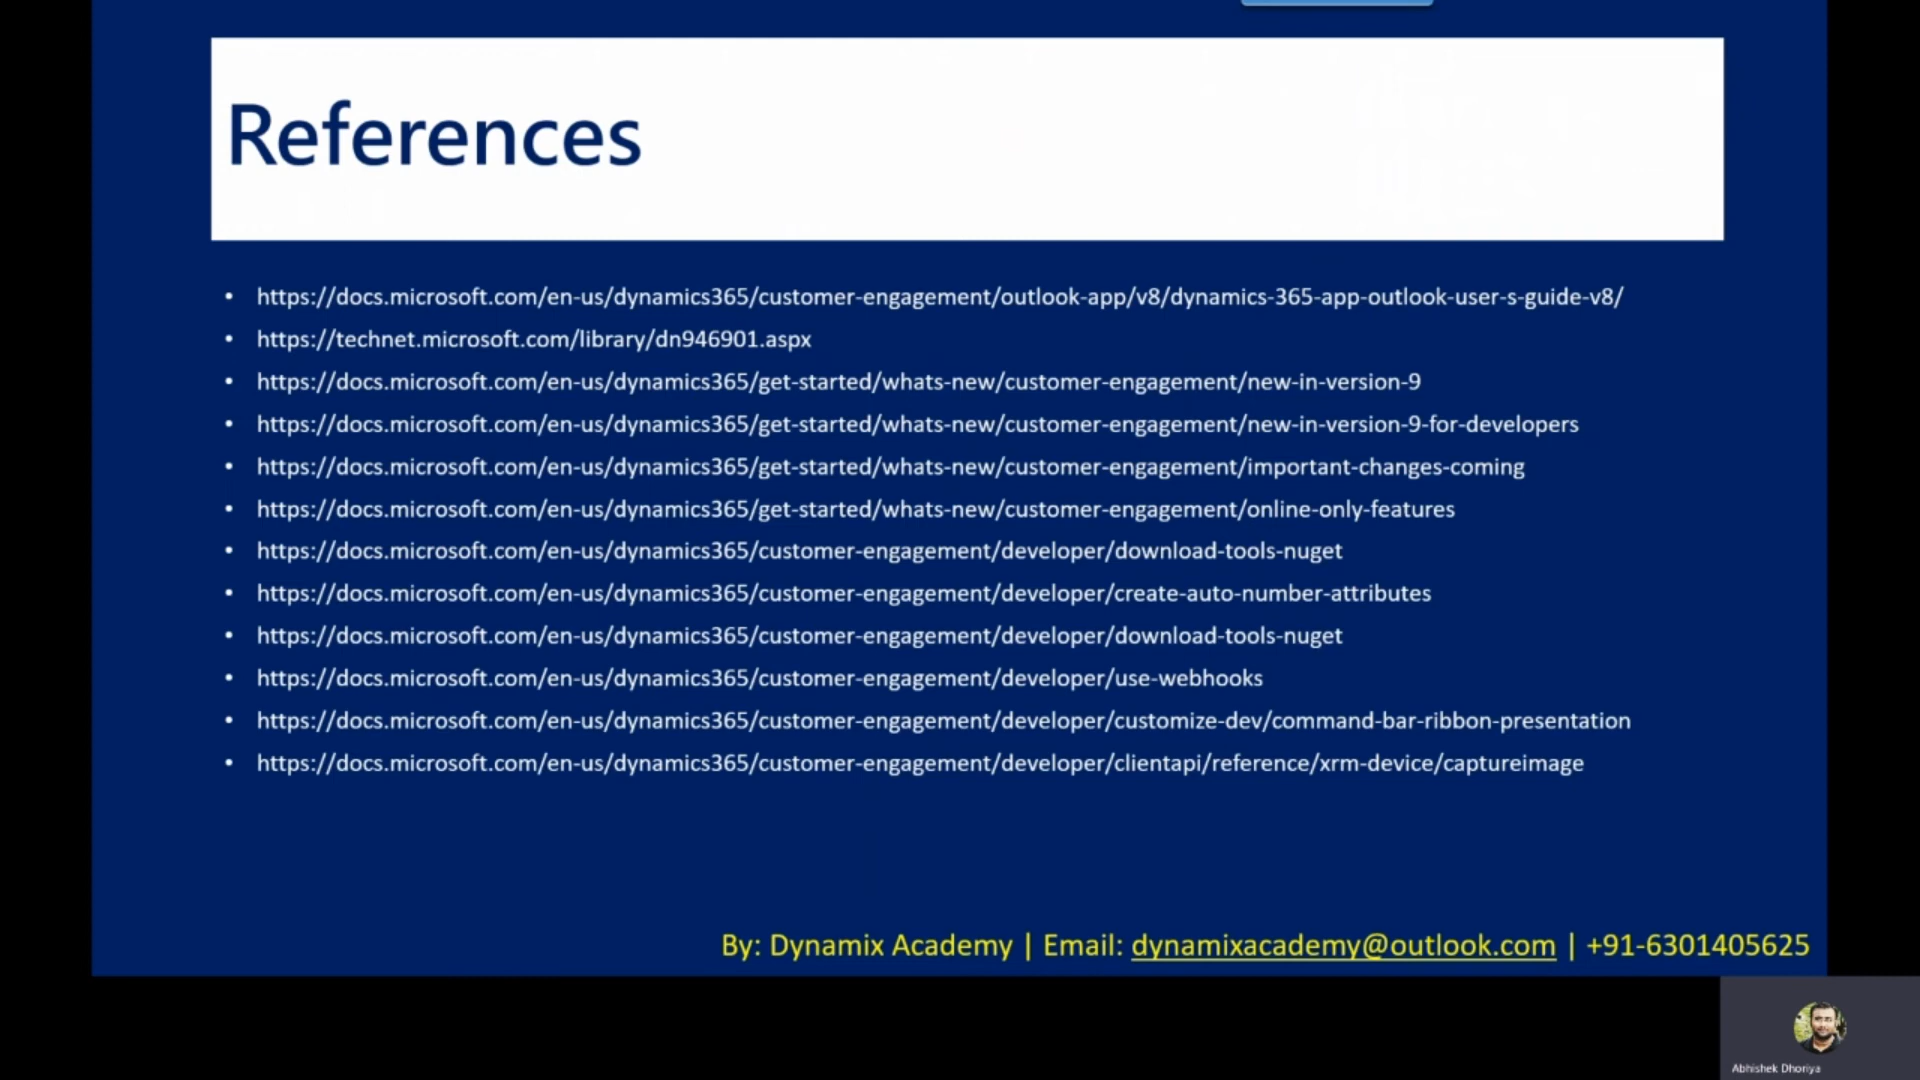 References
• https://docs.microsoft.com/en-us/dynamics365/customer-engagement/outlook-app/v8/dynamics-365-app-outlook-user-s-guide-v8/
• https://technet.microsoft.com/library/dn946901.aspx
• https://docs.microsoft.com/en-us/dynamics365/get-started/whats-new/customer-engagement/new-in-version-9
• https://docs.microsoft.com/en-us/dynamics365/get-started/whats-new/customer-engagement/new-in-version-9-for-developers
• https://docs.microsoft.com/en-us/dynamics365/get-started/whats-new/customer-engagement/important-changes-coming
• https://docs.microsoft.com/en-us/dynamics365/get-started/whats-new/customer-engagement/online-only-features
• https://docs.microsoft.com/en-us/dynamics365/customer-engagement/developer/download-tools-nuget
• https://docs.microsoft.com/en-us/dynamics365/customer-engagement/developer/create-auto-number-attributes
• https://docs.microsoft.com/en-us/dynamics365/customer-engagement/developer/download-tools-nuget
• https://docs.microsoft.com/en-us/dynamics365/customer-engagement/developer/use-webhooks
• https://docs.microsoft.com/en-us/dynamics365/customer-engagement/developer/customize-dev/command-bar-ribbon-presentation
• https://docs.microsoft.com/en-us/dynamics365/customer-engagement/developer/clientapi/reference/xrm-device/captureimage
By: Dynamix Academy | Email: dynamixacademy@outlook.com | +91-6301405625
Abhishek Dhoriya